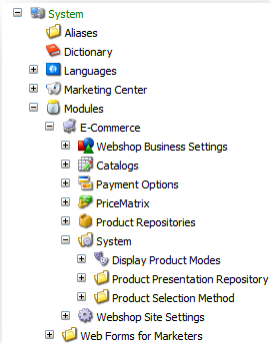 System
Aliases
Dictionary
Languages
Marketing Center
Modules
E-Commerce
Webshop Business Settings
Catalogs
Payment Options
PriceMatrix
Product Repositories
System
Display Product Modes
Product Presentation Repository
Product Selection Method
Webshop Site Settings
Web Forms for Marketers